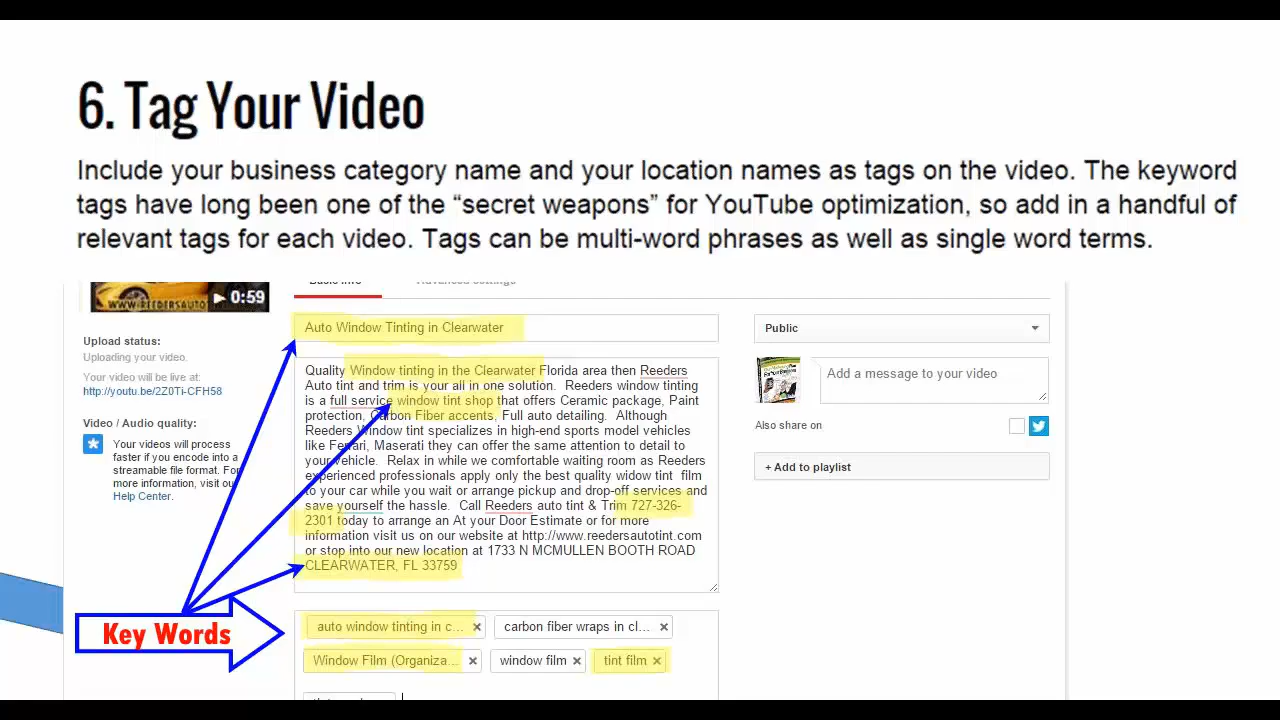 6. Tag Your Video
Include your business category name and your location names as tags on the video. The keyword
tags have long been one of the “secret weapons” for YouTube optimization, so add in a handful of
relevant tags for each video. Tags can be multi-word phrases as well as single word terms.
WWW.REEDERSAUTOTINT.COM
0:59
Upload status:
Uploading your video.
Your video will be live at:
http://youtu.be/2Z0Ti-CFH58
Video / Audio quality:
Your videos will process
faster if you encode into a
streamable file format. For
more information, visit our
Help Center.
Basic info
Advanced settings
Auto Window Tinting in Clearwater
Quality Window tinting in the Clearwater Florida area then Reeders
Auto tint and trim is your all in one solution. Reeders window tinting
is a full service window tint shop that offers Ceramic package, Paint
protection, Carbon Fiber accents, Full auto detailing. Although
Reeders Window tint specializes in high-end sports model vehicles
like Ferrari, Maserati they can offer the same attention to detail to
your vehicle. Relax in while we comfortable waiting room as Reeders
experienced professionals apply only the best quality widow tint film
to your car while you wait or arrange pickup and drop-off services and
save yourself the hassle. Call Reeders auto tint & Trim 727-326-
2301 today to arrange an At your Door Estimate or for more
information visit us on our website at http://www.reedersautotint.com
or stop into our new location at 1733 N MCMULLEN BOOTH ROAD
CLEARWATER, FL 33759
Public
Add a message to your video
Also share on
+ Add to playlist
Key Words
auto window tinting in c... ×
carbon fiber wraps in cl... ×
Window Film (Organiza... ×
window film ×
tint film ×